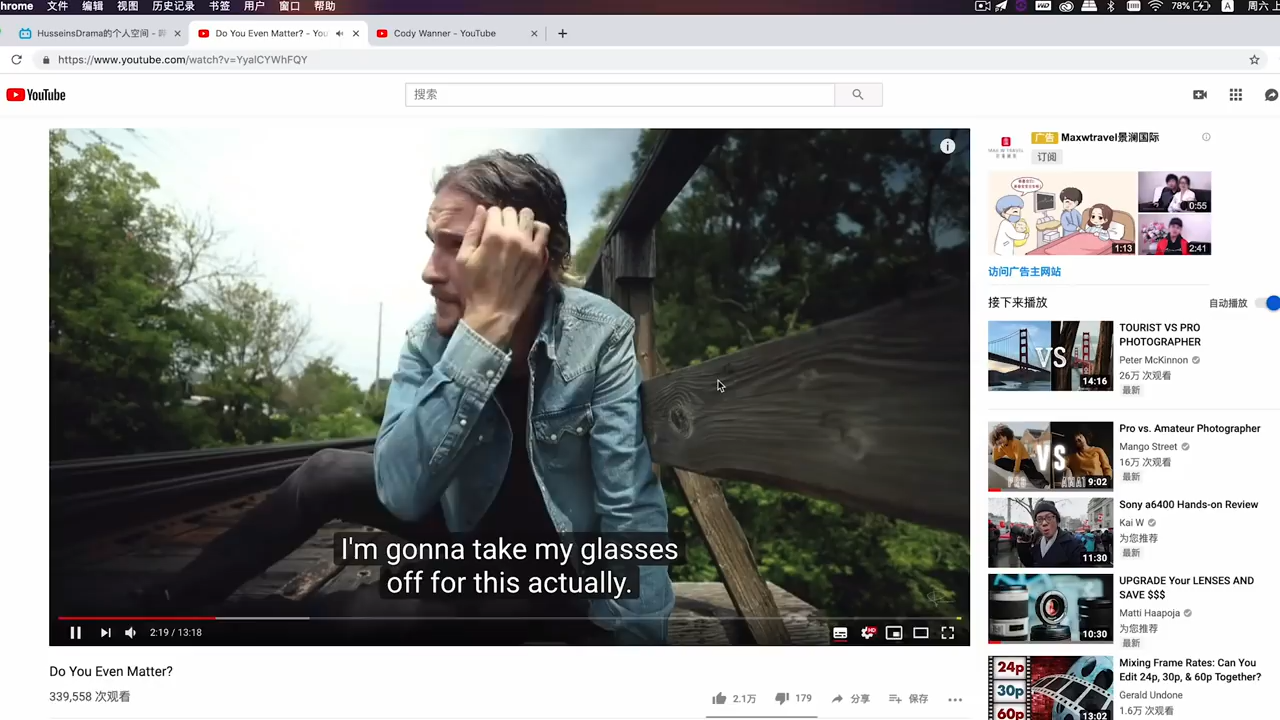 hrome 文件 编辑 视图 历史记录 书签 用户 窗口 帮助
78% A 周六
HusseinsDrama的个人空间 - Do You Even Matter? - You Cody Wanner - YouTube
https://www.youtube.com/watch?v=YyalCYWhFQY
YouTube
搜索
广告 Maxwtravel景澜国际
订阅
0:55
1:13
2:41
访问广告主网站
接下来播放
自动播放
VS
14:16
TOURIST VS PRO
PHOTOGRAPHER
Peter McKinnon
26万 次观看
最新
VS
9:02
Pro vs. Amateur Photographer
Mango Street
16万 次观看
最新
11:30
Sony a6400 Hands-on Review
Kai W
为您推荐
最新
10:30
UPGRADE Your LENSES AND
SAVE $$$
Matti Haapoja
为您推荐
最新
24p
30p
60p
13:02
Mixing Frame Rates: Can You
Edit 24p, 30p, & 60p Together?
Gerald Undone
1.6万 次观看
I'm gonna take my glasses
off for this actually.
2:19 / 13:18
HD
Do You Even Matter?
339,558 次观看
2.1万 179 分享 保存